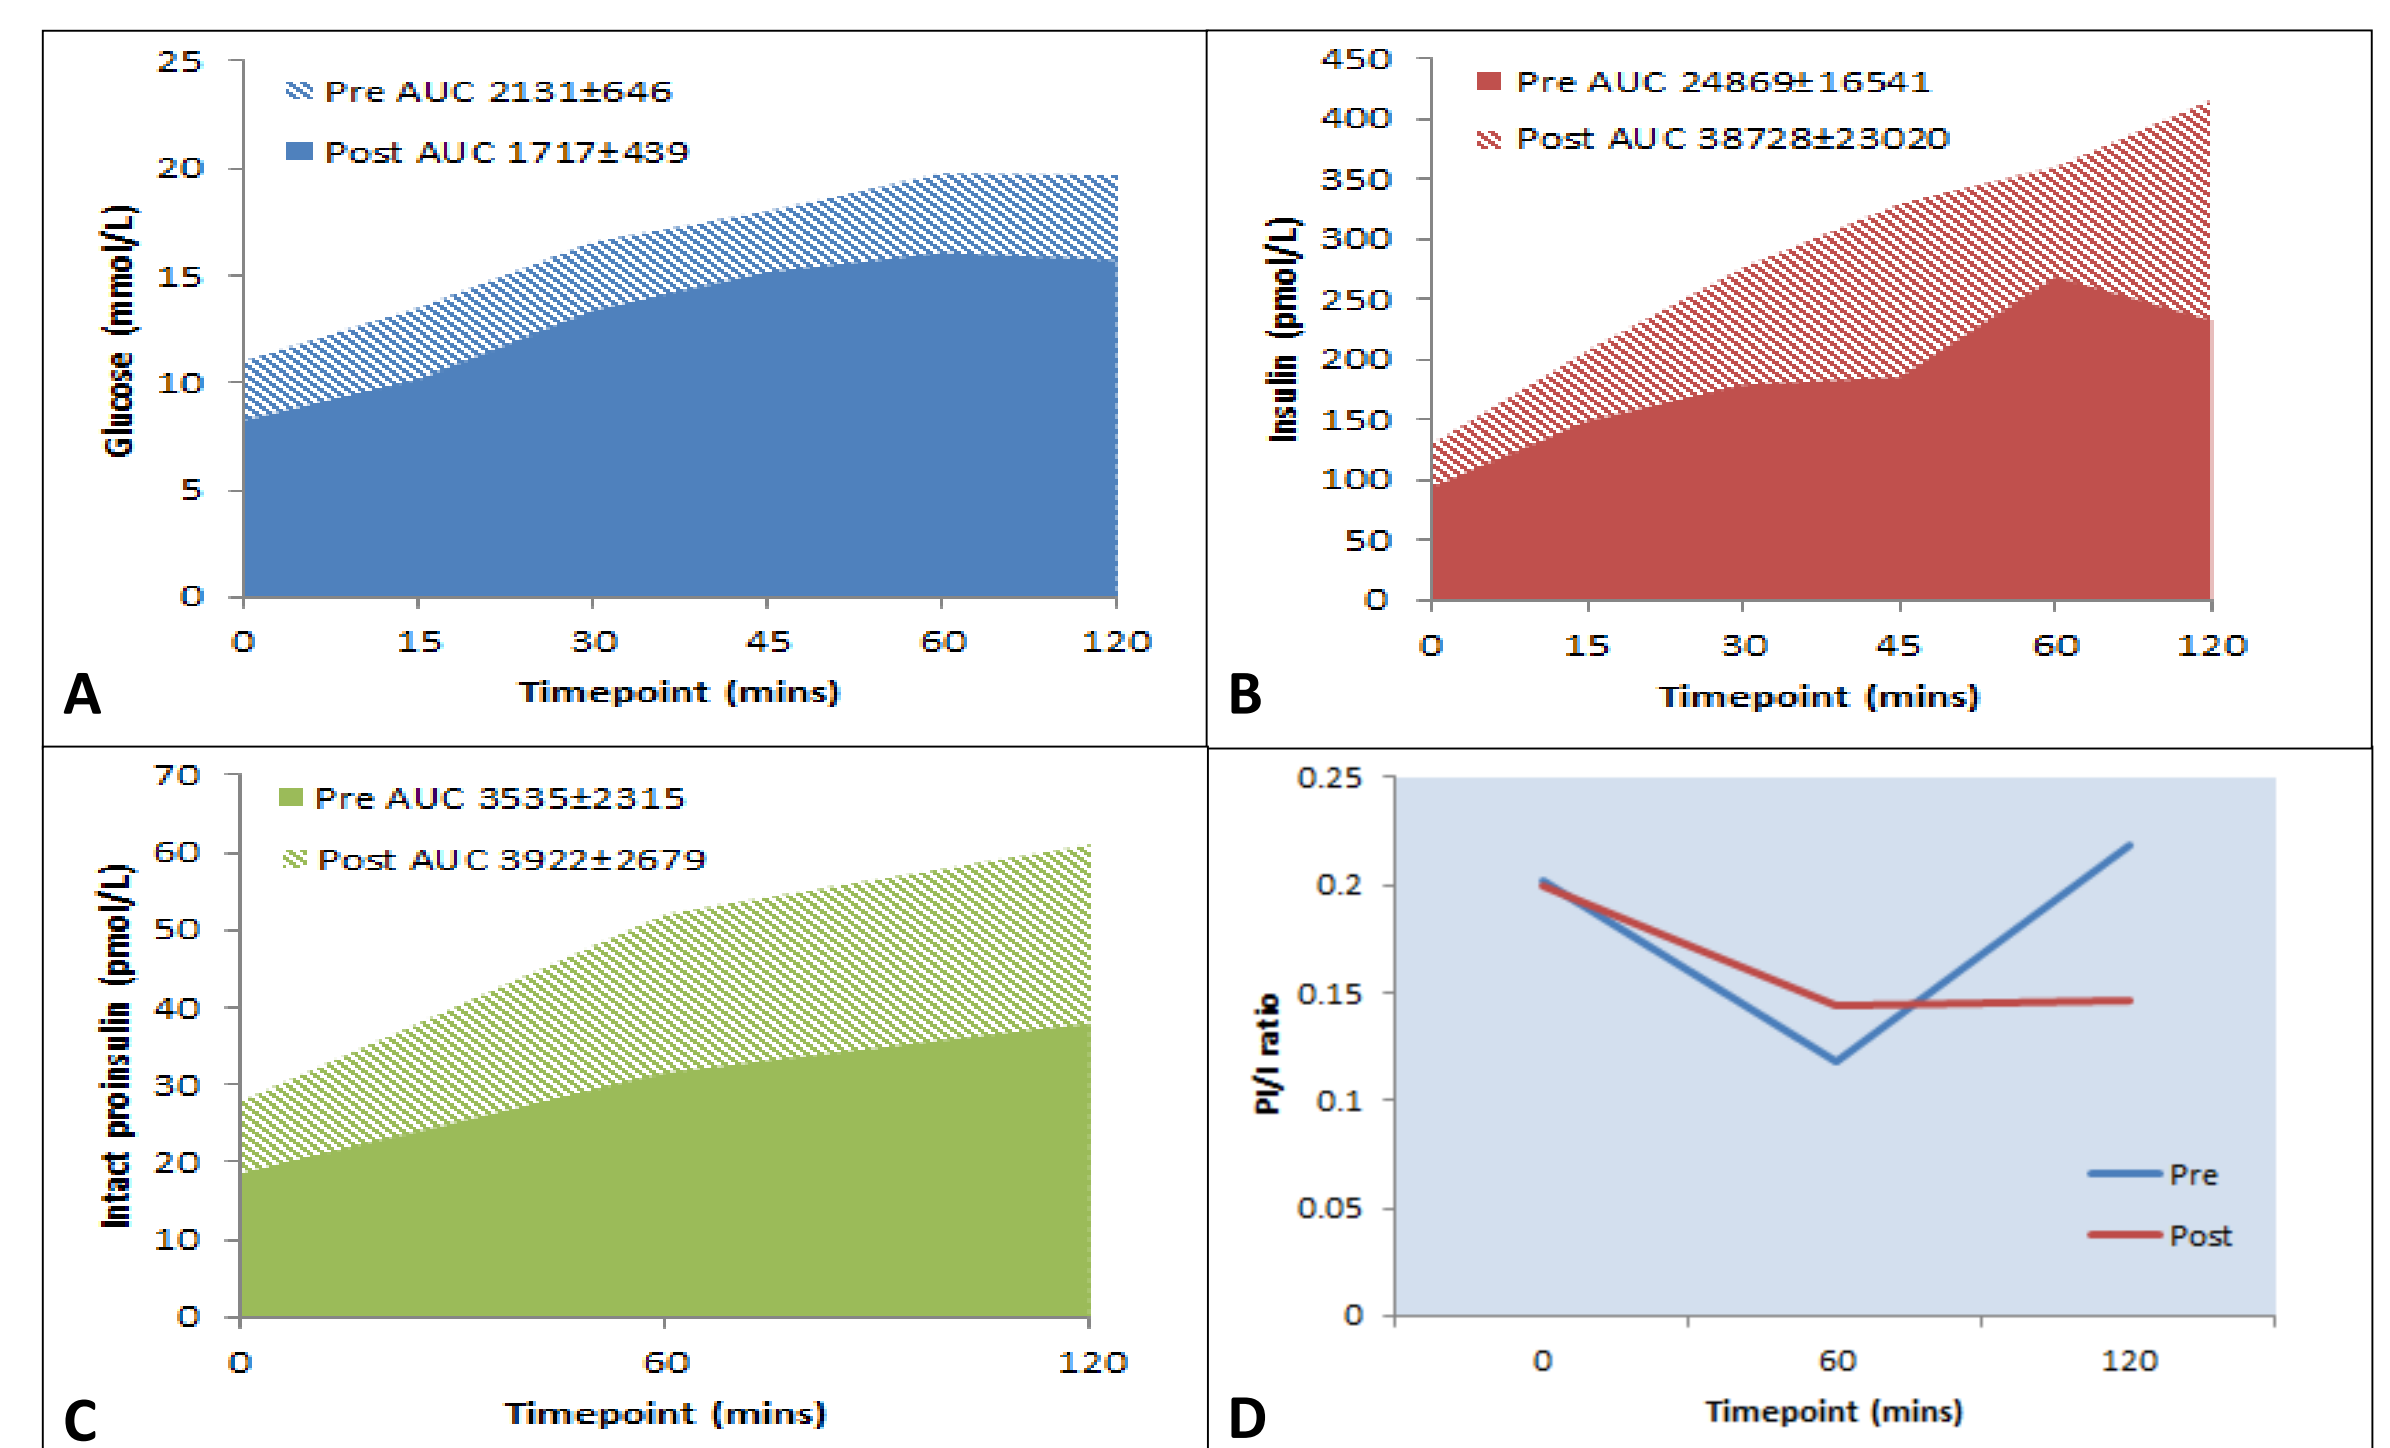 25
20
15
10
5
0
Glucose (mmol/L)
Pre AUC 2131±646
Post AUC 1717±439
0 15 30 45 60 120
Timepoint (mins)
A
450
400
350
300
250
200
150
100
50
0
Insulin (pmol/L)
Pre AUC 24869±16541
Post AUC 38728±23020
0 15 30 45 60 120
Timepoint (mins)
B
70
60
50
40
30
20
10
0
Intact proinsulin (pmol/L)
Pre AUC 3535±2315
Post AUC 3922±2679
0 60 120
Timepoint (mins)
C
0.25
0.2
0.15
0.1
0.05
0
PI/I ratio
Pre
Post
0 60 120
Timepoint (mins)
D